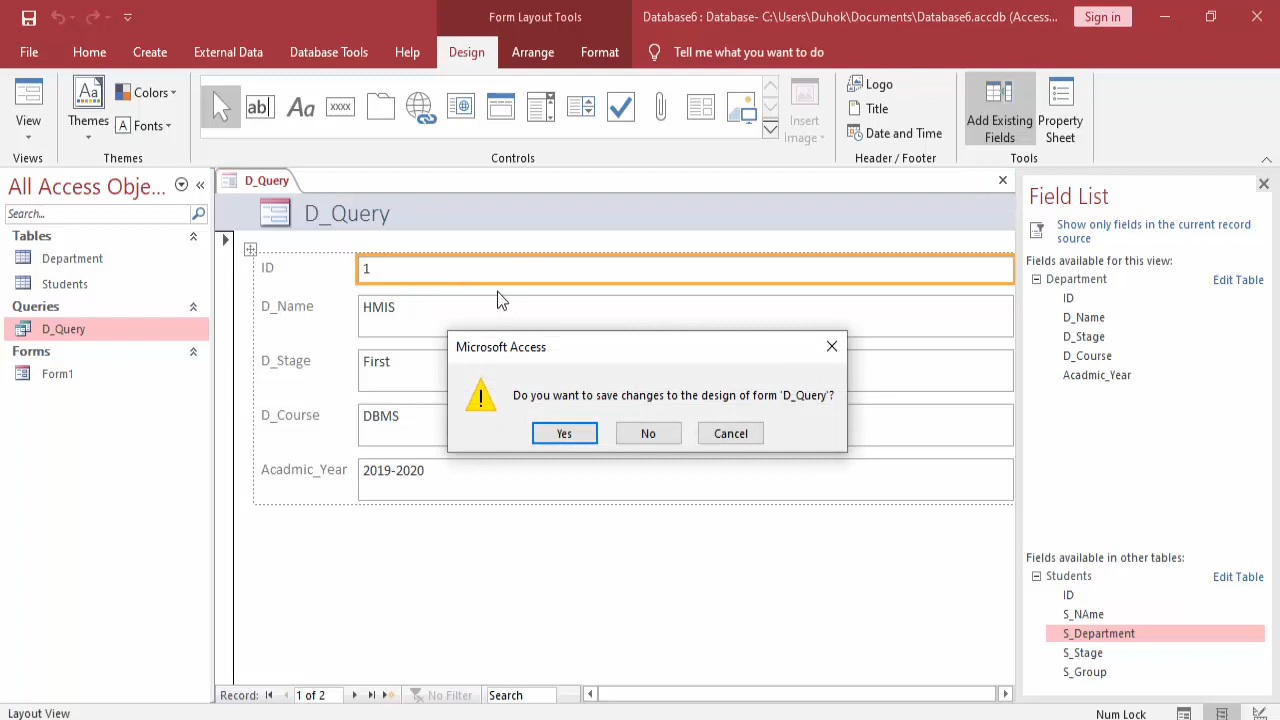 Form Layout Tools
Database6 : Database- C:\Users\Duhok\Documents\Database6.accdb (Access...
Sign in
File
Home
Create
External Data
Database Tools
Help
Design
Arrange
Format
Tell me what you want to do
View
Views
Aa
Themes
Colors
Fonts
Themes
ab|
Aa
xxxx
Controls
Insert
Image
Logo
Title
Date and Time
Header / Footer
Add Existing
Fields
Property
Sheet
Tools
All Access Obje...
Search...
Tables
Department
Students
Queries
D_Query
Forms
Form1
D_Query
D_Query
ID
1
D_Name
HMIS
D_Stage
First
D_Course
DBMS
Acadmic_Year
2019-2020
Microsoft Access
Do you want to save changes to the design of form 'D_Query'?
Yes
No
Cancel
Field List
Show only fields in the current record
source
Fields available for this view:
Department
Edit Table
ID
D_Name
D_Stage
D_Course
Acadmic_Year
Fields available in other tables:
Students
Edit Table
ID
S_NAme
S_Department
S_Stage
S_Group
Record:
1 of 2
No Filter
Search
Layout View
Num Lock